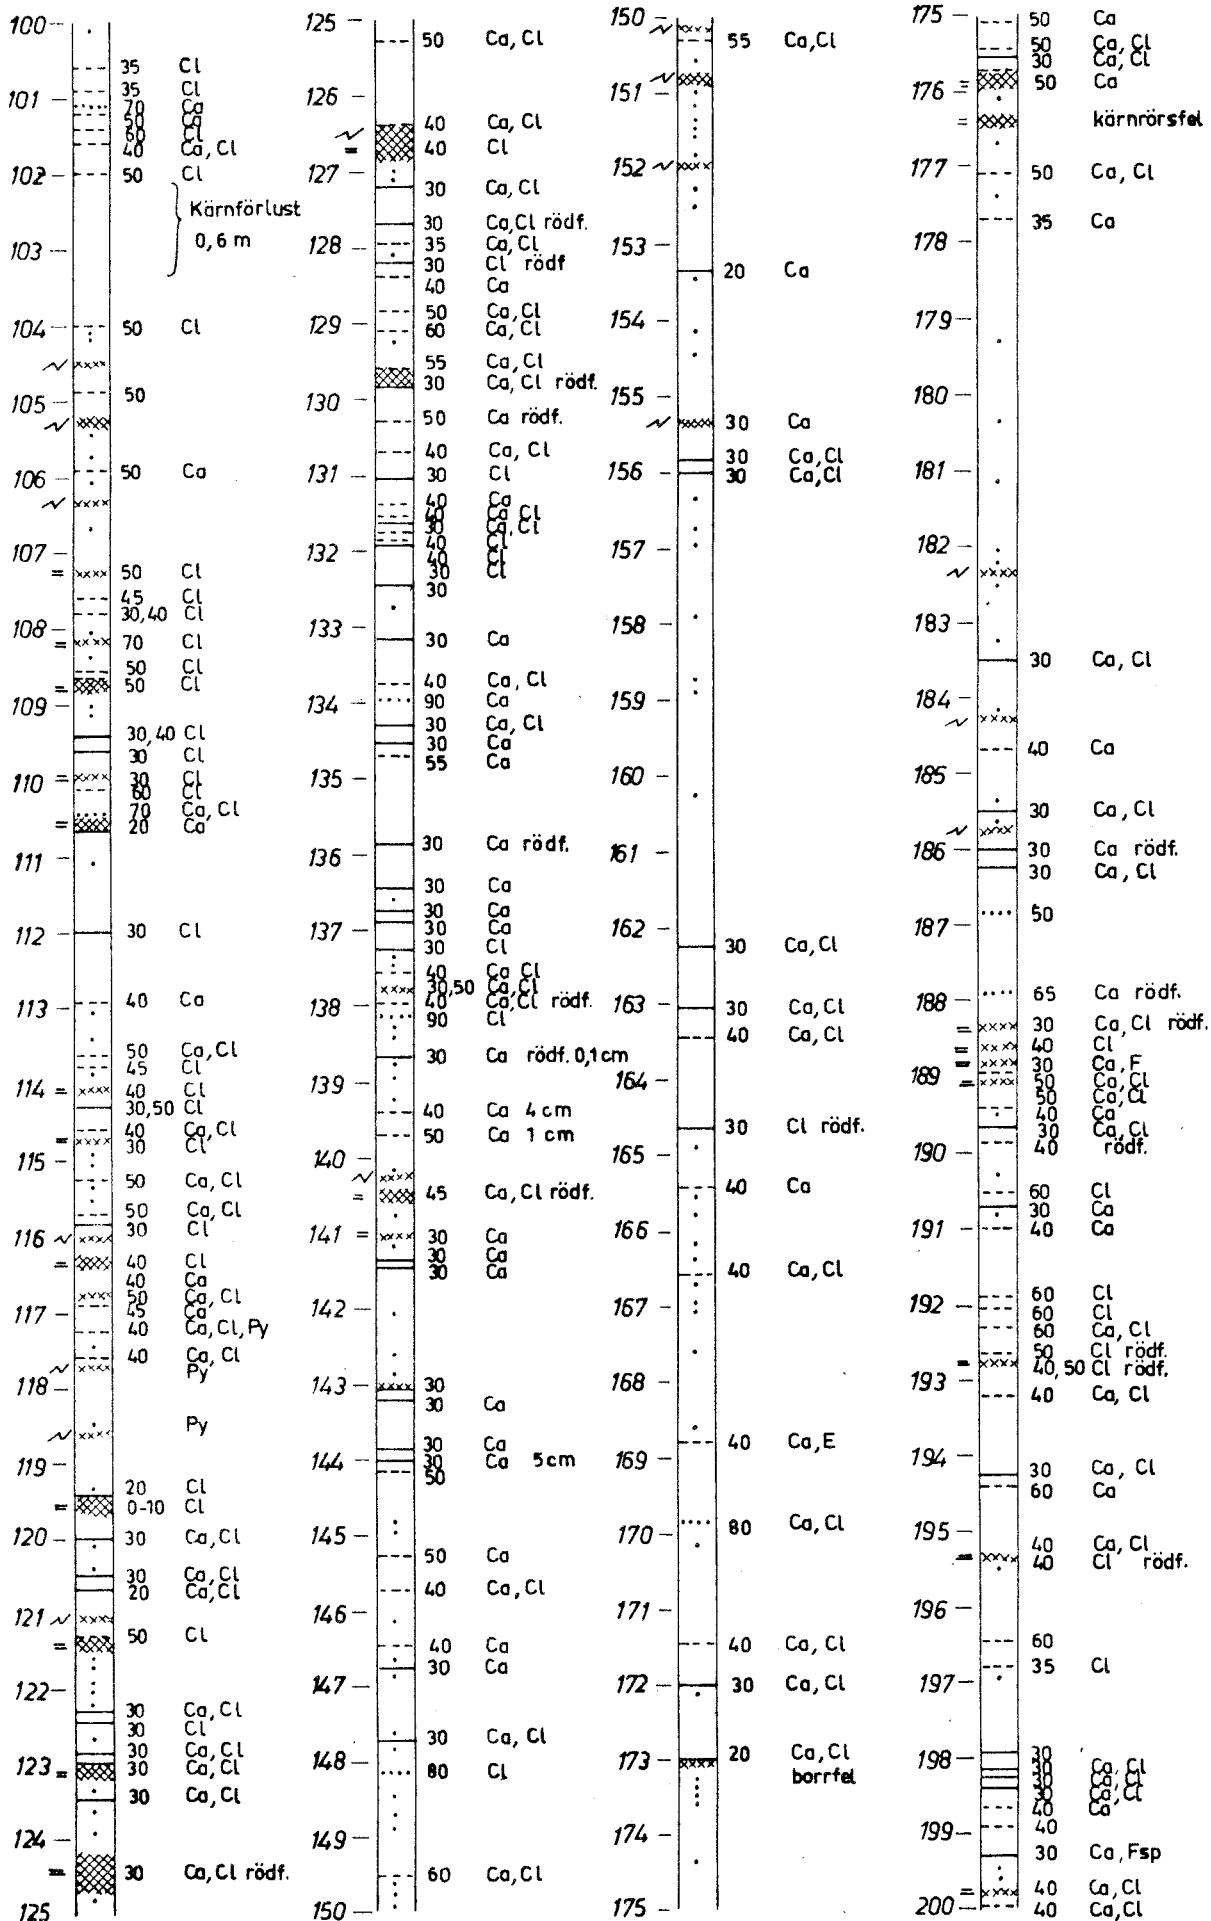 100
35 Cl
35 Cl
101
70 Ca
50 Ca
60 Cl
40 Ca, Cl
102
50 Cl
Kärnförlust
0,6 m
103
104
50 Cl
50
105
50 Ca
106
107
= 50 Cl
45 Cl
30,40 Cl
108
= 70 Cl
50 Cl
= 50 Cl
109
30,40 Cl
30 Cl
110 = 30 Cl
60 Cl
70 Ca, Cl
= 20 Ca
111
112
30 Cl
113
40 Ca
50 Ca, Cl
45 Cl
114 = 40 Cl
30,50 Cl
40 Ca, Cl
= 30 Cl
115
50 Ca, Cl
50 Ca, Cl
30 Cl
116
= 40 Cl
40 Ca
50 Ca, Cl
117
45 Ca
40 Ca, Cl, Py
40 Ca, Cl
Py
118
Py
119
20 Cl
= 0-10 Cl
120
30 Ca, Cl
30 Ca, Cl
20 Ca, Cl
121
= 50 Cl
122
30 Ca, Cl
30 Cl
30 Ca, Cl
123 = 30 Ca, Cl
30 Ca, Cl
124
= 30 Ca, Cl rödf.
125
125
50 Ca, Cl
126
40 Ca, Cl
= 40 Cl
127
30 Ca, Cl
30 Ca, Cl rödf.
128
35 Ca, Cl
30 Cl rödf
40 Ca
50 Ca, Cl
129
60 Ca, Cl
55 Ca, Cl
30 Ca, Cl rödf.
130
50 Ca rödf.
40 Ca, Cl
131
30 Cl
40 Ca
40 Ca, Cl
30 Ca, Cl
40 Cl
132
40 Cl
30 Cl
30
133
30 Ca
40 Ca, Cl
134
90 Ca
30 Ca, Cl
30 Ca
55 Ca
135
136
30 Ca rödf.
30 Ca
30 Ca
137
30 Ca
30 Cl
40 Ca, Cl
30,50 Ca, Cl
138
40 Ca, Cl rödf.
90 Cl
30 Ca rödf. 0,1 cm
139
40 Ca 4 cm
50 Ca 1 cm
140
= 45 Ca, Cl rödf.
141 = 30 Ca
30 Ca
30 Ca
142
143
30
30 Ca
30 Ca
144
30 Ca 5 cm
50
145
50 Ca
40 Ca, Cl
146
40 Ca
30 Ca
147
30 Ca, Cl
148
80 Cl
149
60 Ca, Cl
150
150
55 Ca, Cl
151
152
153
20 Ca
154
155
30 Ca
30 Ca, Cl
156
30 Ca, Cl
157
158
159
160
161
162
30 Ca, Cl
163
30 Ca, Cl
40 Ca, Cl
164
30 Cl rödf.
165
40 Ca
166
40 Ca, Cl
167
168
40 Ca, E
169
80 Ca, Cl
170
171
40 Ca, Cl
172
30 Ca, Cl
173
20 Ca, Cl
borrfel
174
175
175
50 Ca
50 Ca, Cl
30 Ca, Cl
= 50 Ca
176
= kärnrörsfel
177
50 Ca, Cl
35 Ca
178
179
180
181
182
183
30 Ca, Cl
184
40 Ca
185
30 Ca, Cl
186
30 Ca rödf.
30 Ca, Cl
50
187
188
65 Ca rödf.
= 30 Ca, Cl rödf.
= 40 Cl
= 30 Ca, F
189 = 50 Ca, Cl
50 Ca, Cl
40 Ca
30 Ca, Cl
190
40 rödf.
60 Cl
30 Ca
191
40 Ca
60 Cl
192
60 Cl
60 Ca, Cl
50 Cl rödf.
= 40,50 Cl rödf.
193
40 Ca, Cl
194
30 Ca, Cl
60 Ca
195
40 Ca, Cl
= 40 Cl rödf.
196
60
35 Cl
197
198
30
30 Ca, Cl
30 Ca, Cl
30 Ca, Cl
40 Ca
40
199
30 Ca, Fsp
= 40 Ca, Cl
200
40 Ca, Cl